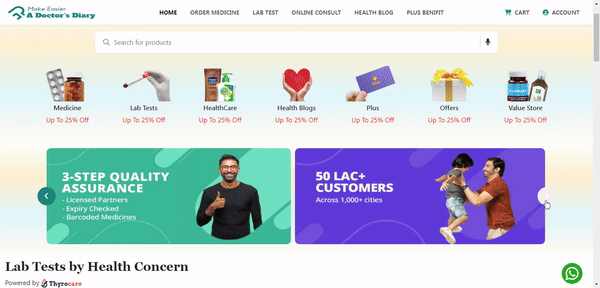 Make Easier
A Doctor's Diary
HOME
ORDER MEDICINE
LAB TEST
ONLINE CONSULT
HEALTH BLOG
PLUS BENIFIT
CART
ACCOUNT
Search for products
Medicine
Lab Tests
HealthCare
Health Blogs
Plus
Offers
Value Store
Up To 25% Off
Up To 25% Off
Up To 25% Off
Up To 25% Off
Up To 25% Off
Up To 25% Off
Up To 25% Off
3-STEP QUALITY
ASSURANCE
- Licensed Partners
- Expiry Checked
- Barcoded Medicines
50 LAC+
CUSTOMERS
Across 1,000+ cities
Lab Tests by Health Concern
Powered by Thyrocare